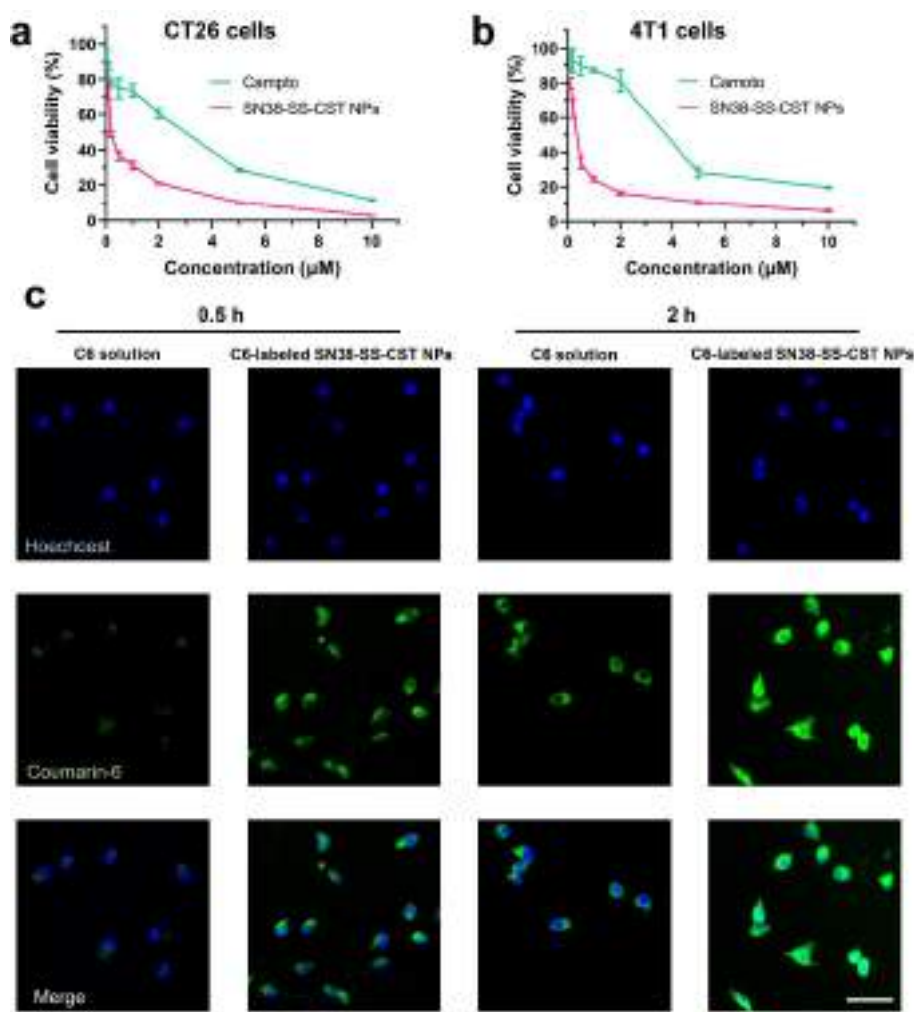 a
CT26 cells
Cell viability (%)
100
80
60
40
20
0
Campto
SN38-SS-CST NPs
0 2 4 6 8 10
Concentration (μM)
b
4T1 cells
Cell viability (%)
100
80
60
40
20
0
Camoto
SN38-SS-CST NPs
0 2 4 6 8 10
Concentration (μM)
c
0.5 h
2 h
C6 solution
C6-labeled SN38-SS-CST NPs
C6 solution
C6-labeled SN38-SS-CST NPs
Hoechcest
Coumarin-6
Merge